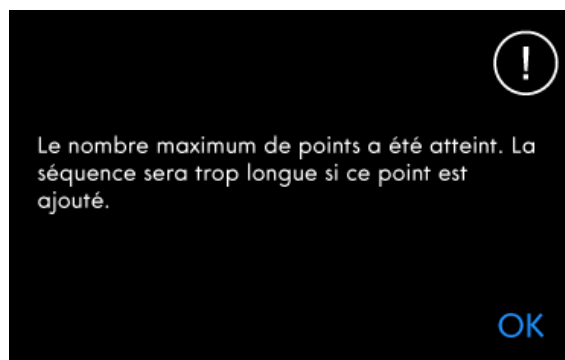 !
Le nombre maximum de points a été atteint. La
séquence sera trop longue si ce point est
ajouté.
OK